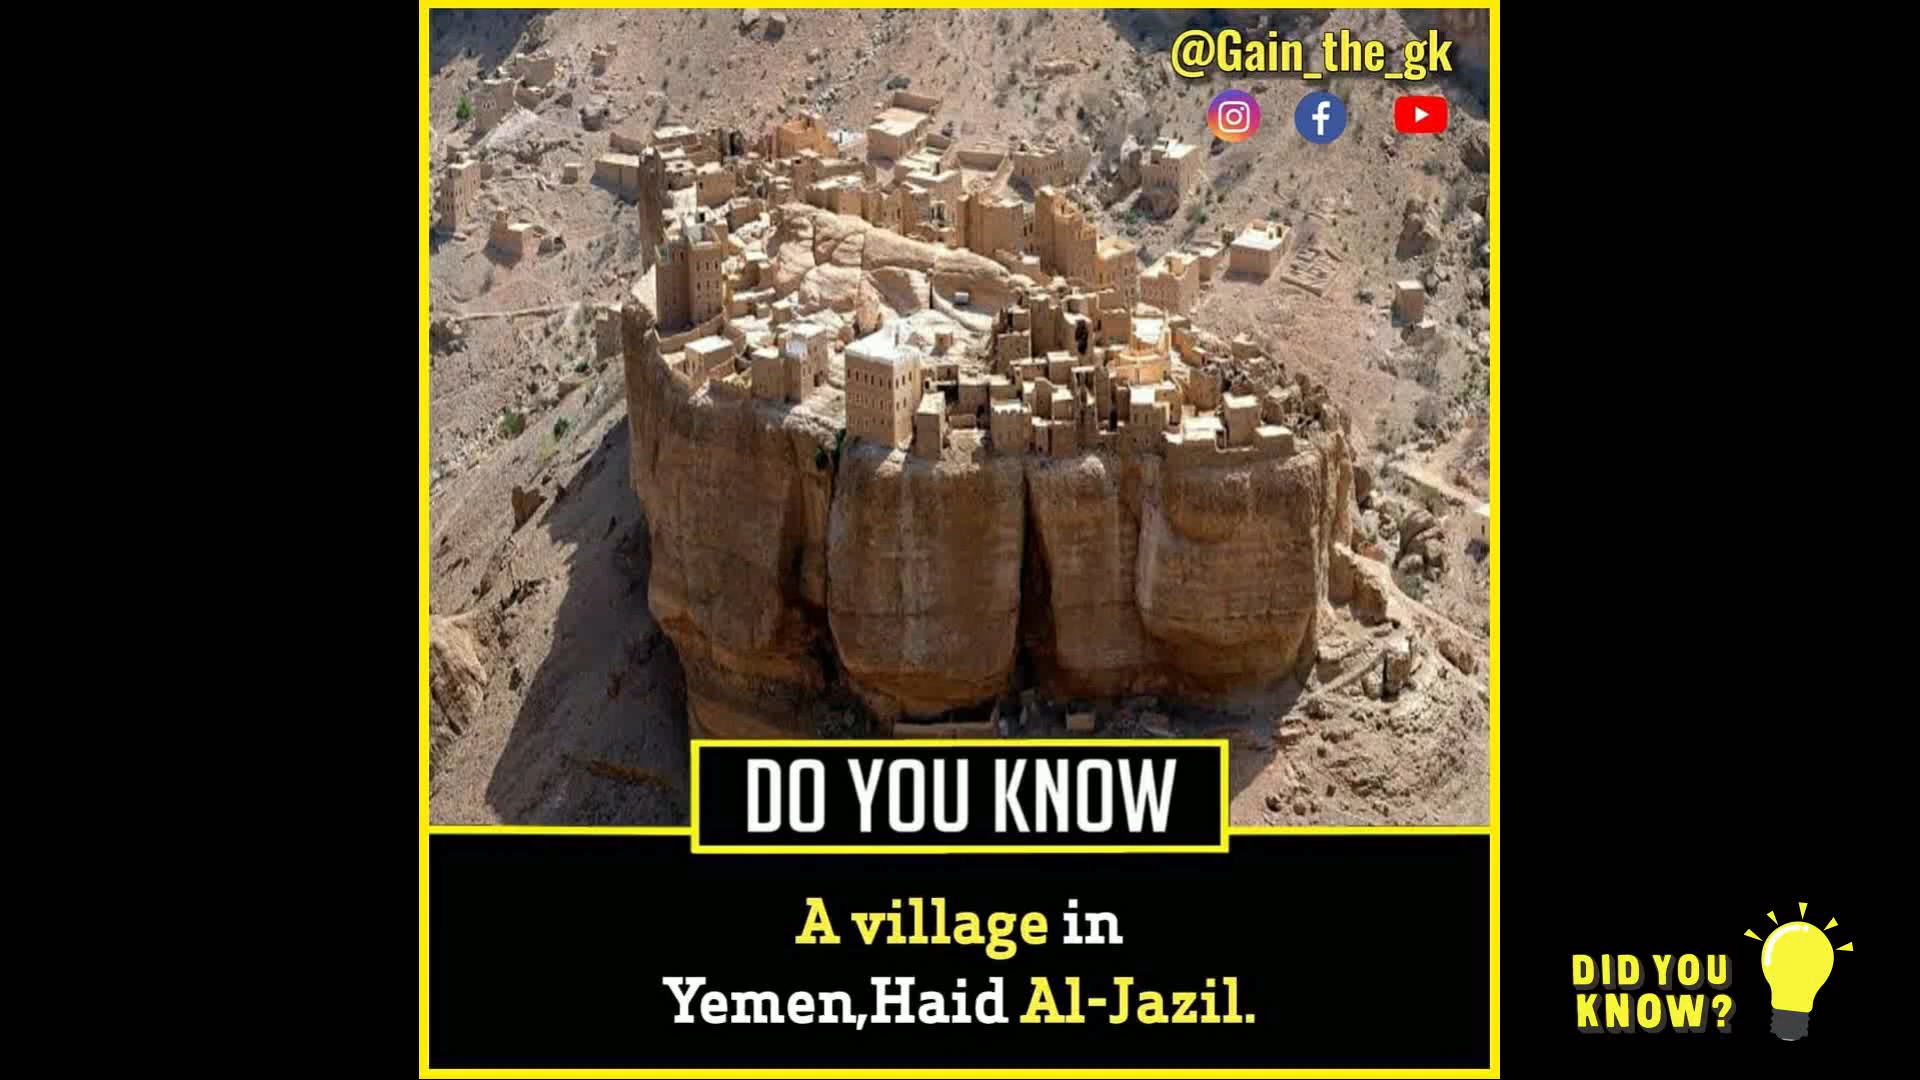 @Gain_the_gk
DO YOU KNOW
A village in
Yemen,Haid Al-Jazil.
DID YOU
KNOW?